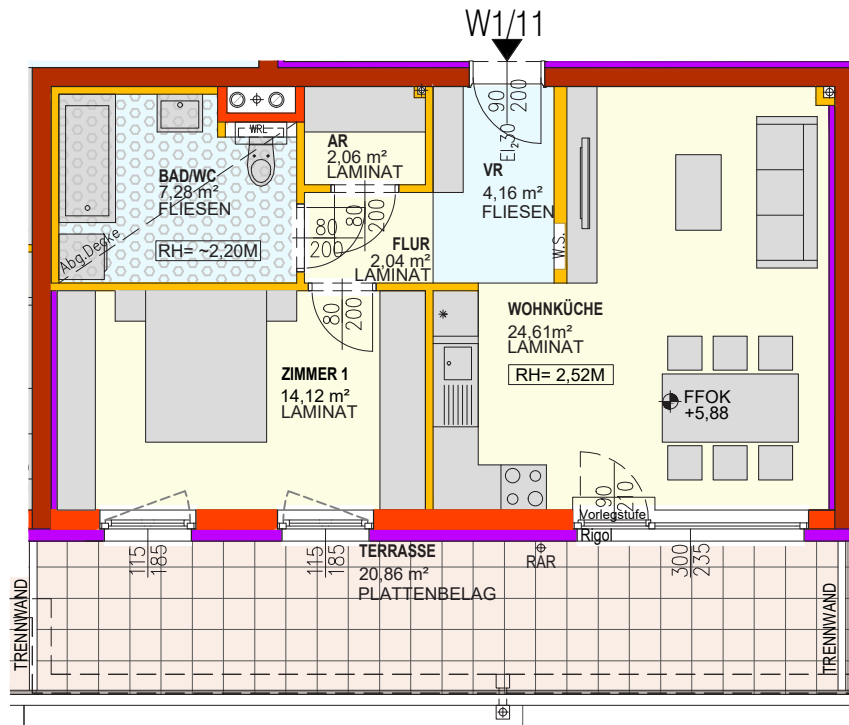 W1/11
90
200
EI₂30
WRL
AR
2,06 m²
LAMINAT
BAD/WC
7,28 m²
FLIESEN
VR
4,16 m²
FLIESEN
80
200
80
200
Abg.Decke
RH= ~2,20M
FLUR
2,04 m²
LAMINAT
W.S.
80
200
WOHNKÜCHE
24,61m²
LAMINAT
RH= 2,52M
ZIMMER 1
14,12 m²
LAMINAT
FFOK
+5,88
90
210
Vorlegstufe
Rigol
115
185
115
185
TERRASSE
20,86 m²
PLATTENBELAG
RAR
300
235
TRENNWAND
TRENNWAND